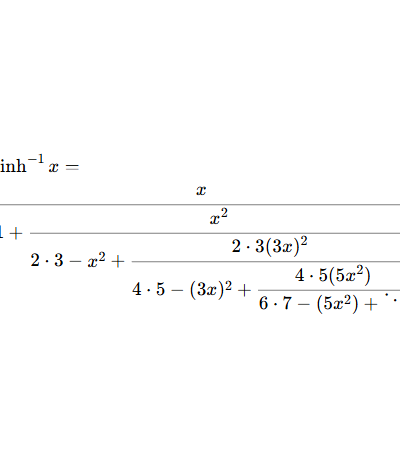 inh⁻¹ x =
x
1 +
x²
2 · 3 − x² +
2 · 3(3x)²
4 · 5 − (3x)² +
4 · 5(5x²)
6 · 7 − (5x²) + ⋱